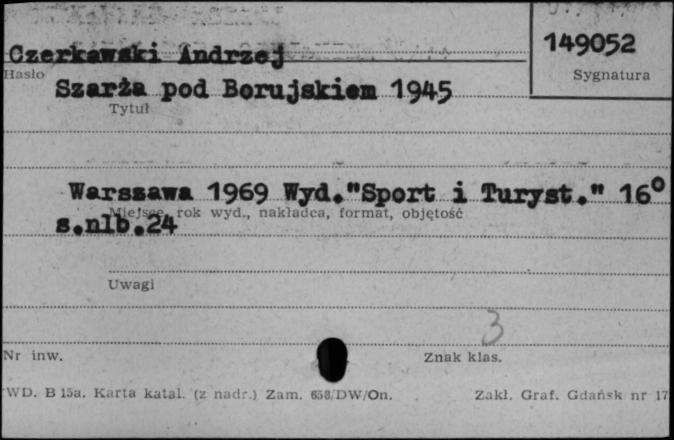 149052
Czerkawski Andrzej
Hasło
Sygnatura
Szarża pod Borujskiem 1945
Tytuł
Warszawa 1969 Wyd."Sport i Turyst." 16°
Miejsce, rok wyd., nakładca, format, objętość
s.nlb.24
Uwagi
3
Nr inw.
Znak klas.
WD. B 15a. Karta katal. (z nadr.) Zam. 658/DW/On.
Zakł. Graf. Gdańsk nr 17